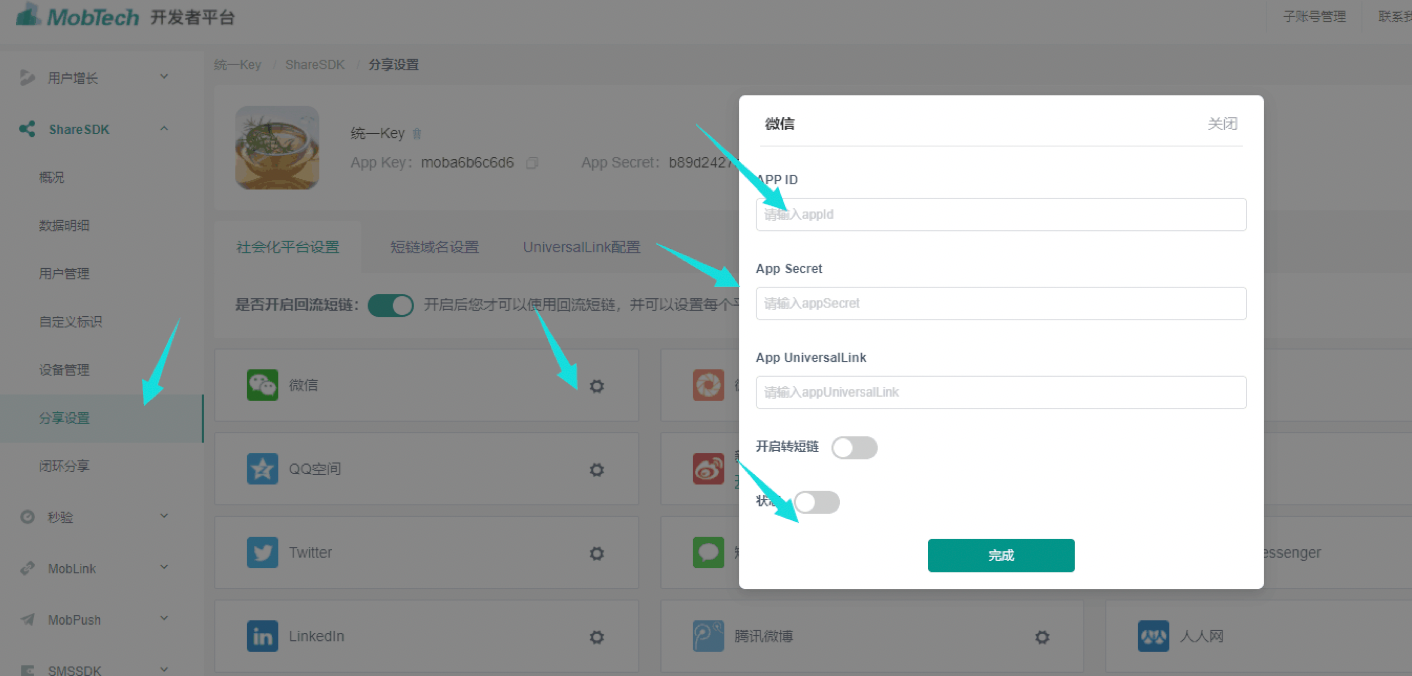 MobTech 开发者平台
子账号管理
联系我
用户增长
ShareSDK
概况
数据明细
用户管理
自定义标识
设备管理
分享设置
闭环分享
秒验
MobLink
MobPush
SMSSDK
统一Key / ShareSDK / 分享设置
统一Key
App Key: moba6b6c6d6
App Secret: b89d2427
社会化平台设置
短链域名设置
UniversalLink配置
是否开启回流短链:
开启后您才可以使用回流短链，并可以设置每个平
微信
QQ空间
Twitter
LinkedIn
腾讯微博
essenger
人人网
微信
关闭
APP ID
请输入appId
App Secret
请输入appSecret
App UniversalLink
请输入appUniversalLink
开启转短链
状态
完成